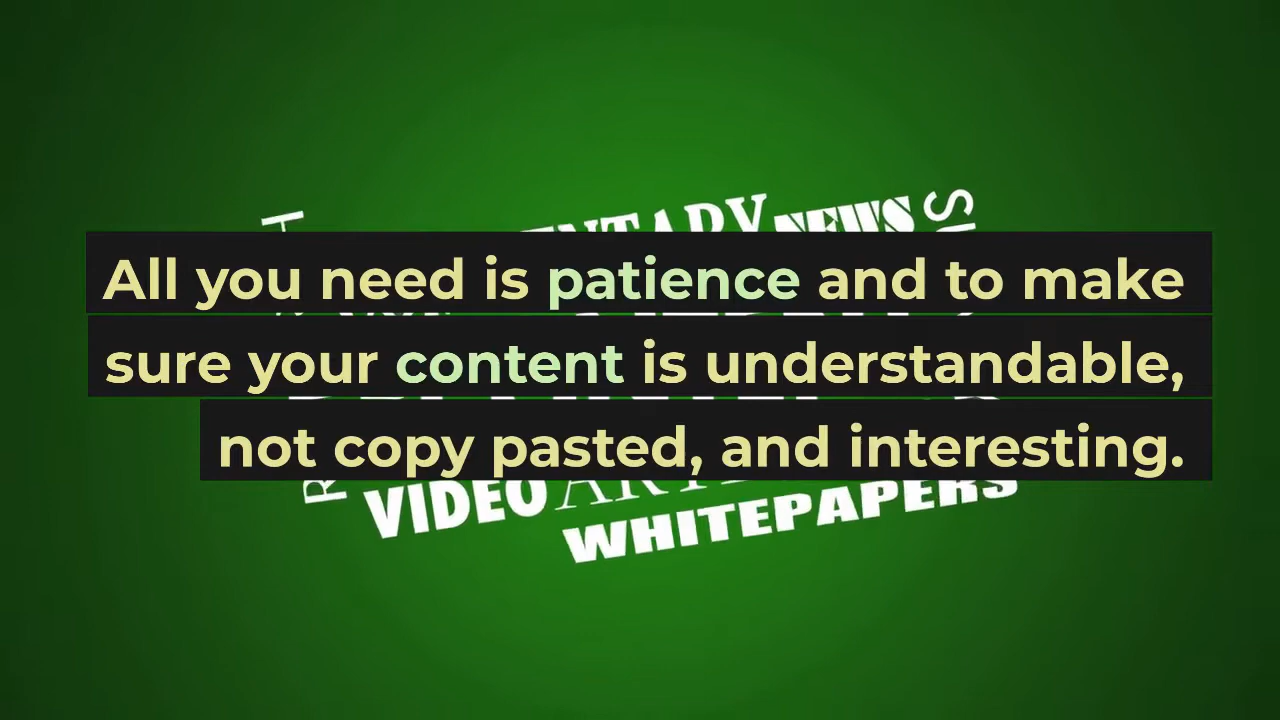 NEWS
All you need is patience and to make
sure your content is understandable,
not copy pasted, and interesting.
VIDEO
WHITEPAPERS